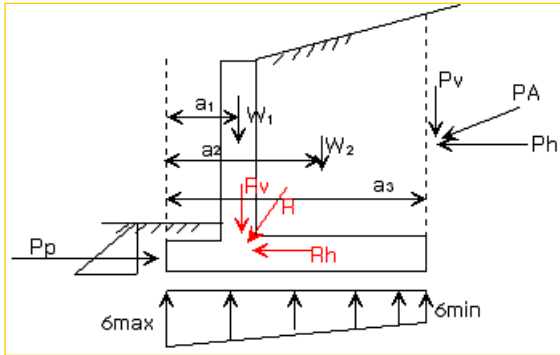 a₁
W₁
Pv
PA
Ph
a²
W₂
a₃
Rv
R
Rh
Pp
6max
6min